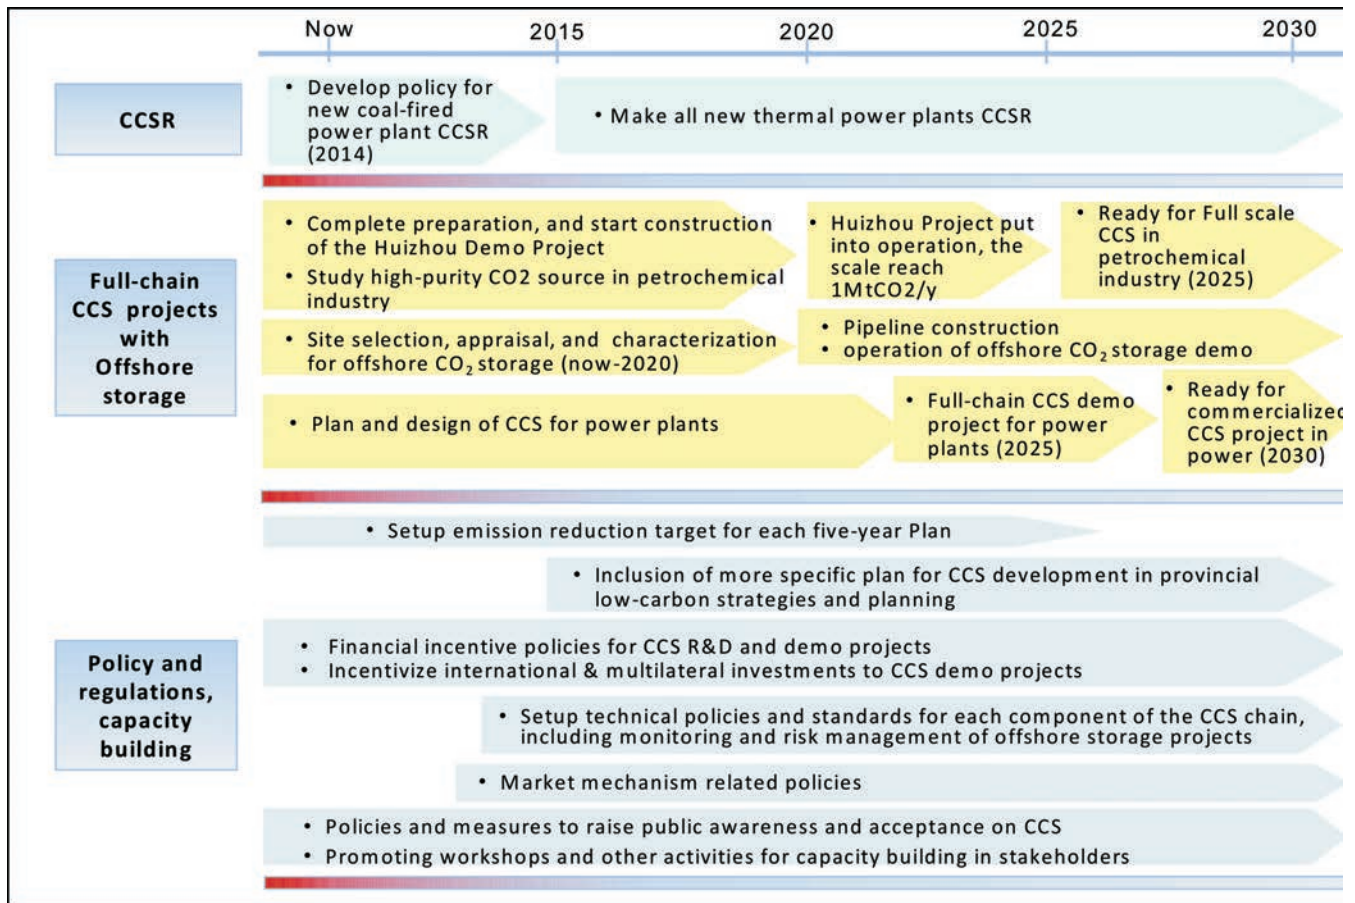 Now 2015 2020 2025 2030
CCSR
• Develop policy for
new coal-fired
power plant CCSR
(2014)
• Make all new thermal power plants CCSR
Full-chain
CCS projects
with
Offshore
storage
• Complete preparation, and start construction
of the Huizhou Demo Project
• Study high-purity CO2 source in petrochemical
industry
• Huizhou Project put
into operation, the
scale reach
1MtCO2/y
• Ready for Full scale
CCS in
petrochemical
industry (2025)
• Site selection, appraisal, and characterization
for offshore CO₂ storage (now-2020)
• Pipeline construction
• operation of offshore CO₂ storage demo
• Plan and design of CCS for power plants
• Full-chain CCS demo
project for power
plants (2025)
• Ready for
commercialized
CCS project in
power (2030)
Policy and
regulations,
capacity
building
• Setup emission reduction target for each five-year Plan
• Inclusion of more specific plan for CCS development in provincial
low-carbon strategies and planning
• Financial incentive policies for CCS R&D and demo projects
• Incentivize international & multilateral investments to CCS demo projects
• Setup technical policies and standards for each component of the CCS chain,
including monitoring and risk management of offshore storage projects
• Market mechanism related policies
• Policies and measures to raise public awareness and acceptance on CCS
• Promoting workshops and other activities for capacity building in stakeholders